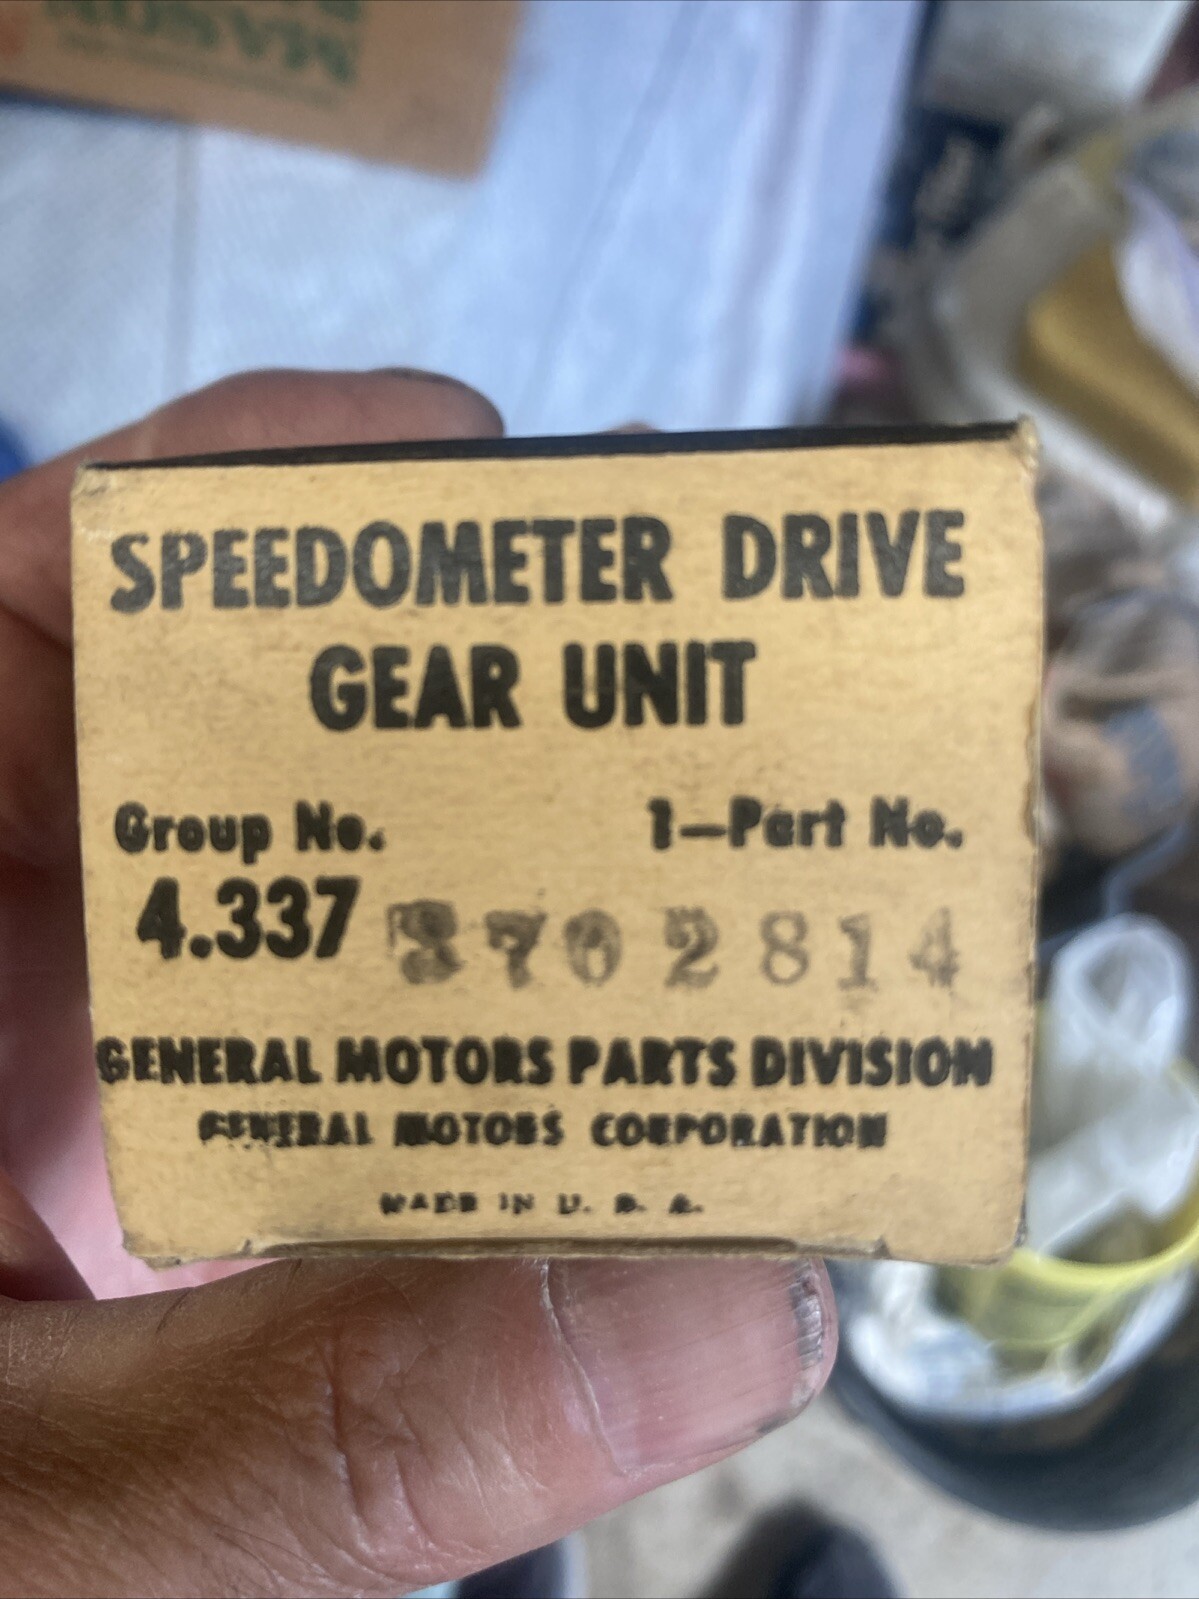 SPEEDOMETER DRIVE
GEAR UNIT
Group No. 1—Part No.
4.337 3702814
GENERAL MOTORS PARTS DIVISION
GENERAL MOTORS CORPORATION
MADE IN U. S. A.